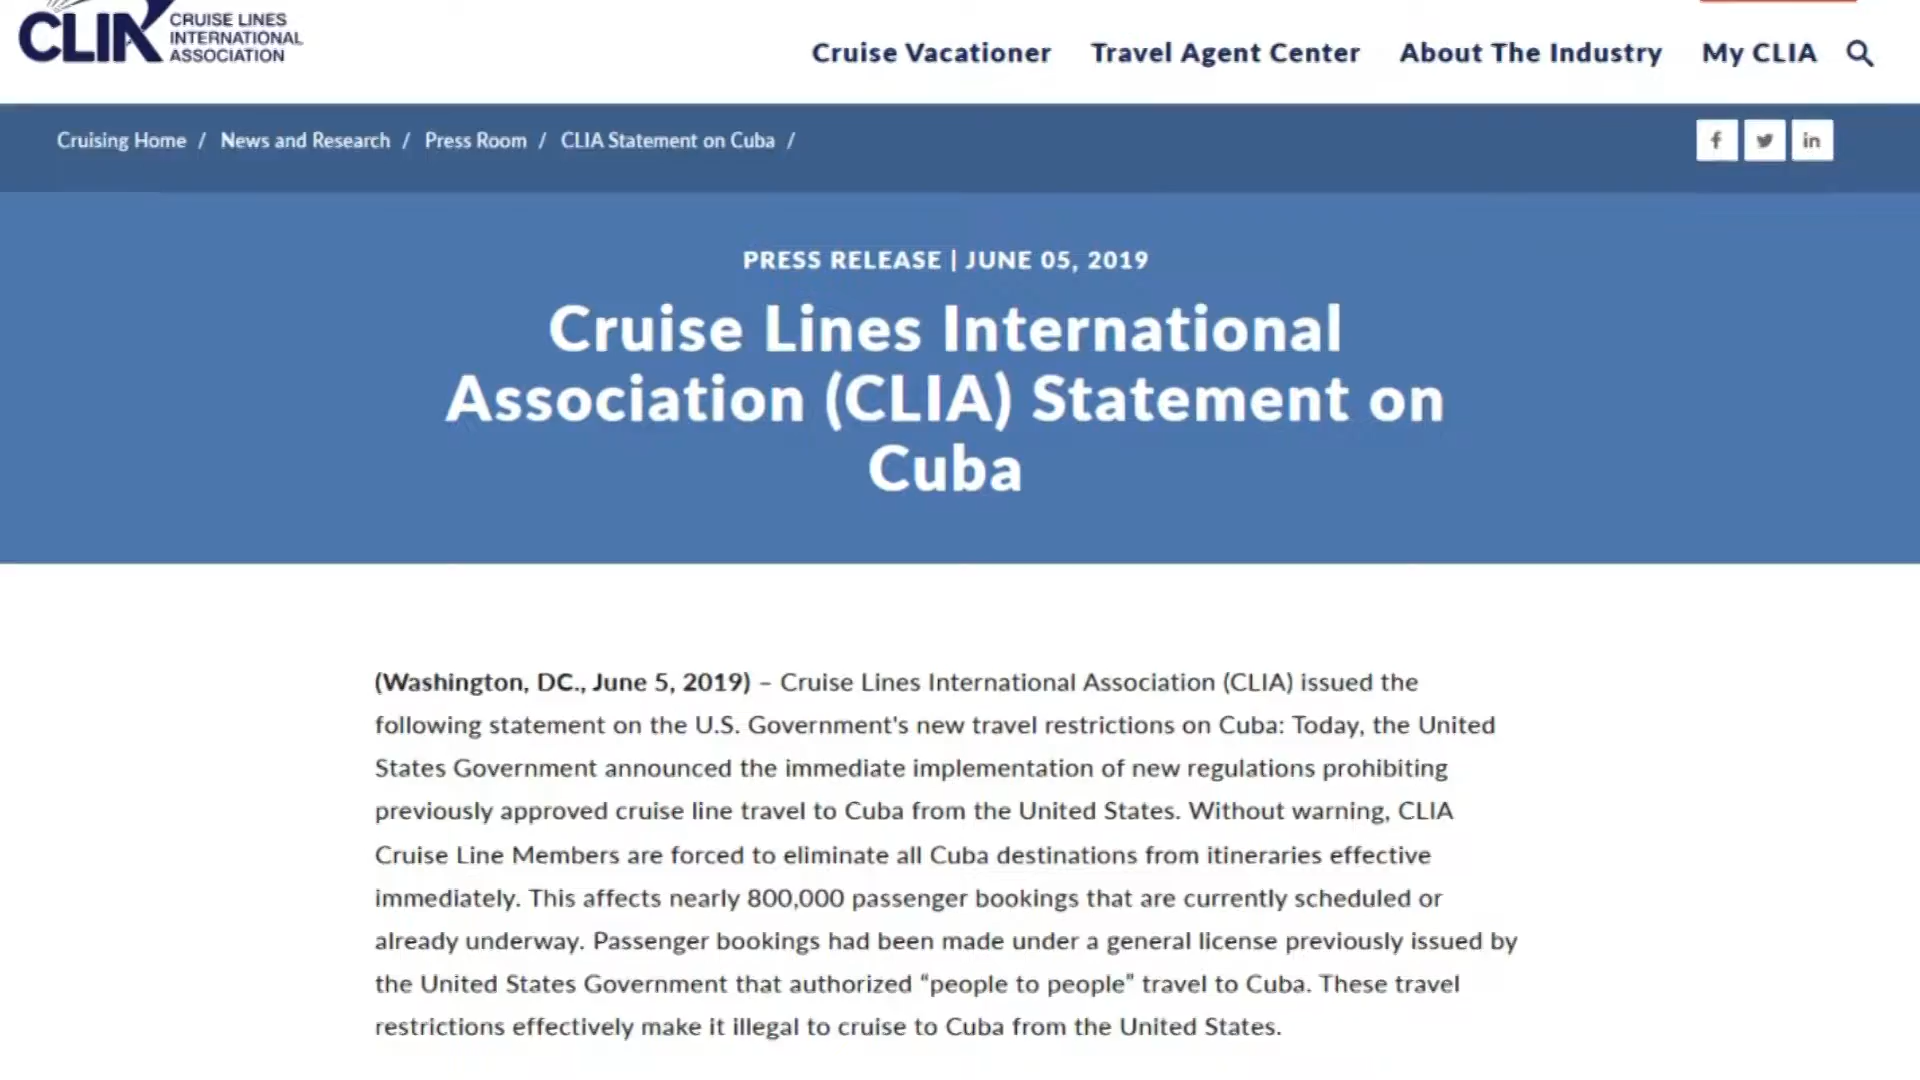 CLIA CRUISE LINES
INTERNATIONAL
ASSOCIATION
Cruise Vacationer Travel Agent Center About The Industry My CLIA
Cruising Home / News and Research / Press Room / CLIA Statement on Cuba /
f in
PRESS RELEASE | JUNE 05, 2019
Cruise Lines International
Association (CLIA) Statement on
Cuba
(Washington, DC., June 5, 2019) – Cruise Lines International Association (CLIA) issued the
following statement on the U.S. Government's new travel restrictions on Cuba: Today, the United
States Government announced the immediate implementation of new regulations prohibiting
previously approved cruise line travel to Cuba from the United States. Without warning, CLIA
Cruise Line Members are forced to eliminate all Cuba destinations from itineraries effective
immediately. This affects nearly 800,000 passenger bookings that are currently scheduled or
already underway. Passenger bookings had been made under a general license previously issued by
the United States Government that authorized “people to people” travel to Cuba. These travel
restrictions effectively make it illegal to cruise to Cuba from the United States.